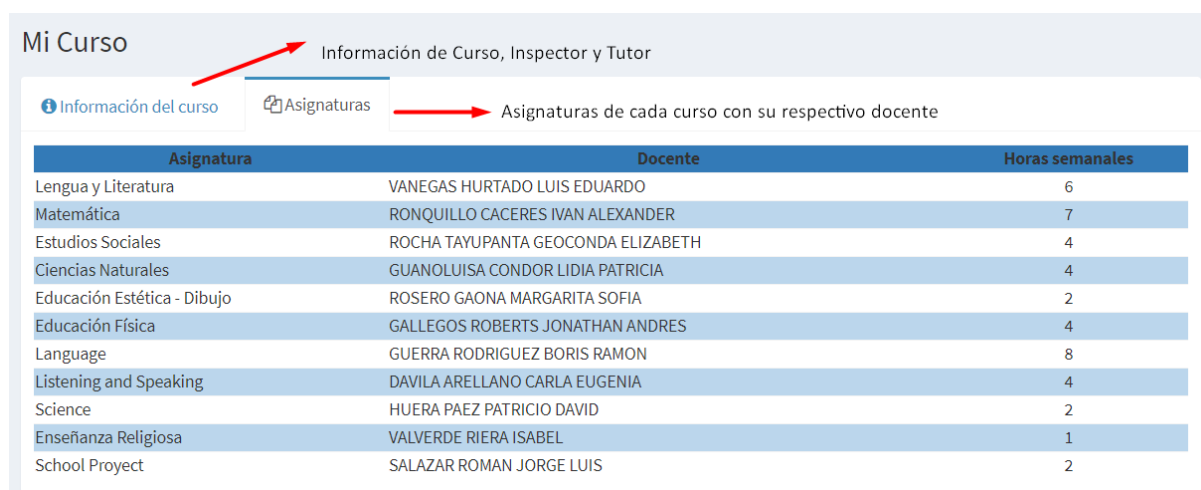 Mi Curso
Información de Curso, Inspector y Tutor
Información del curso
Asignaturas
Asignaturas de cada curso con su respectivo docente
Asignatura Docente Horas semanales
Lengua y Literatura VANEGAS HURTADO LUIS EDUARDO 6
Matemática RONQUILLO CACERES IVAN ALEXANDER 7
Estudios Sociales ROCHA TAYUPANTA GEOCONDA ELIZABETH 4
Ciencias Naturales GUANOLUISA CONDOR LIDIA PATRICIA 4
Educación Estética - Dibujo ROSERO GAONA MARGARITA SOFIA 2
Educación Física GALLEGOS ROBERTS JONATHAN ANDRES 4
Language GUERRA RODRIGUEZ BORIS RAMON 8
Listening and Speaking DAVILA ARELLANO CARLA EUGENIA 4
Science HUERA PAEZ PATRICIO DAVID 2
Enseñanza Religiosa VALVERDE RIERA ISABEL 1
School Proyect SALAZAR ROMAN JORGE LUIS 2